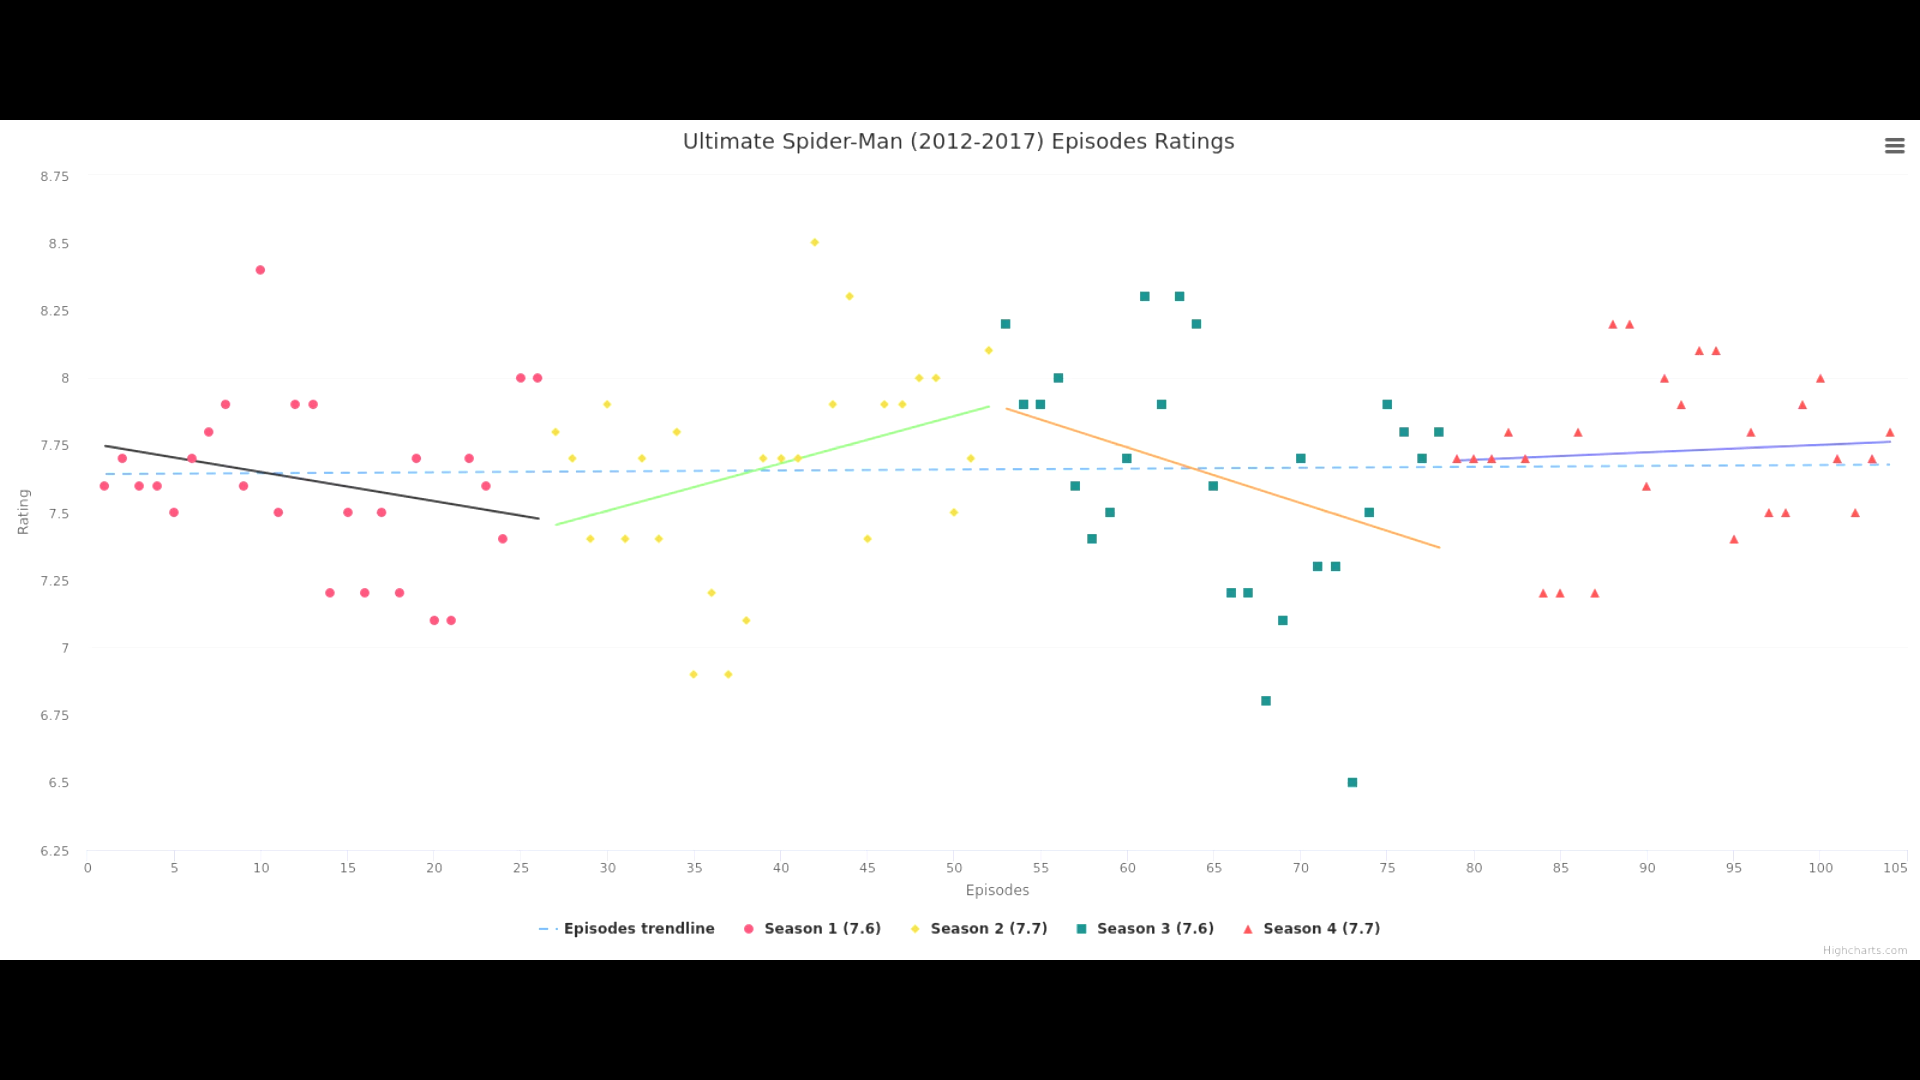 Ultimate Spider-Man (2012-2017) Episodes Ratings
8.75
8.5
8.25
8
7.75
7.5
7.25
7
6.75
6.5
6.25
Rating
0 5 10 15 20 25 30 35 40 45 50 55 60 65 70 75 80 85 90 95 100 105
Episodes
Episodes trendline Season 1 (7.6) Season 2 (7.7) Season 3 (7.6) Season 4 (7.7)
Highcharts.com